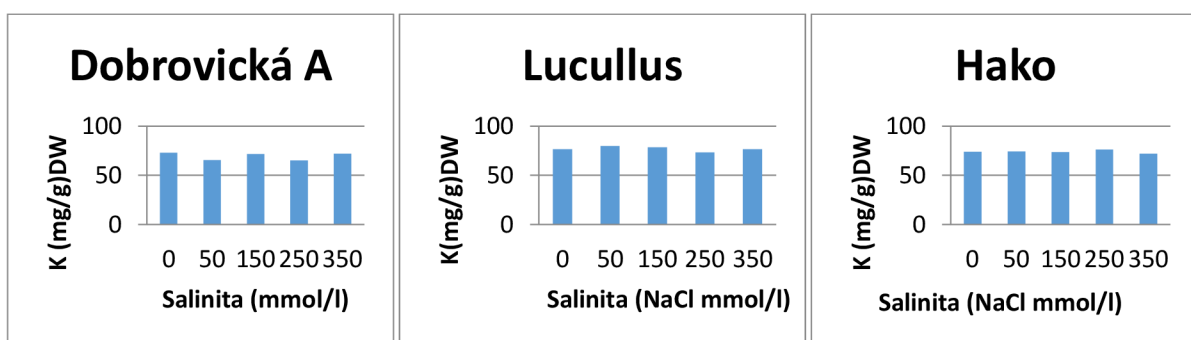 Dobrovická A
K (mg/g)DW
100
50
0
0 50 150 250 350
Salinita (mmol/l)
Lucullus
K(mg/g)DW
100
50
0
0 50 150 250 350
Salinita (NaCl mmol/l)
Hako
K (mg/g)DW
100
50
0
0 50 150 250 350
Salinita (NaCl mmol/l)